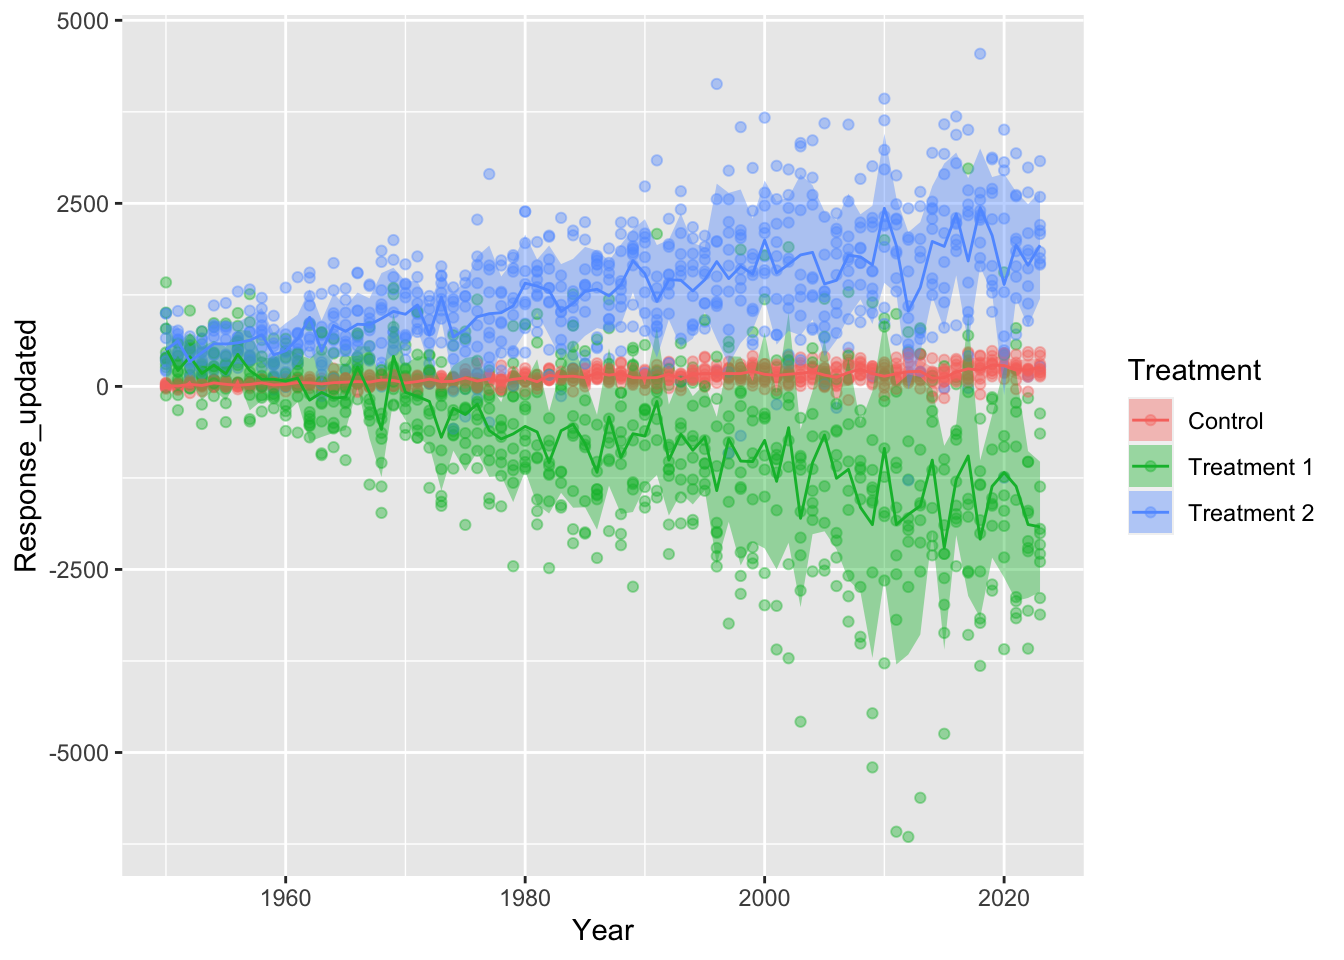 5000
2500
0
-2500
-5000
Response_updated
1960
1980
2000
2020
Year
Treatment
Control
Treatment 1
Treatment 2